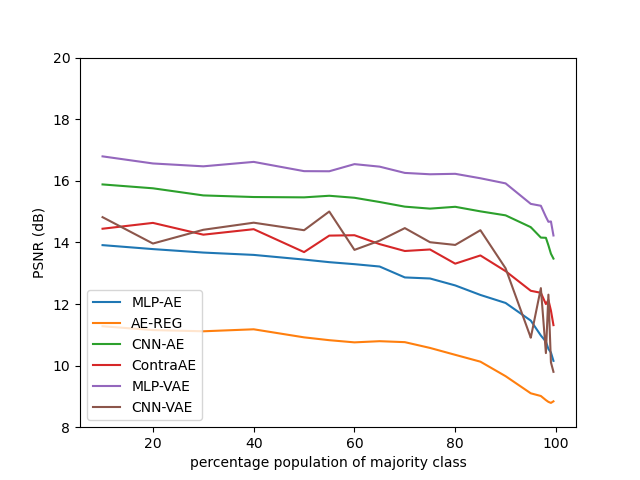 20
18
16
14
12
10
8
PSNR (dB)
MLP-AE
AE-REG
CNN-AE
ContraAE
MLP-VAE
CNN-VAE
20 40 60 80 100
percentage population of majority class